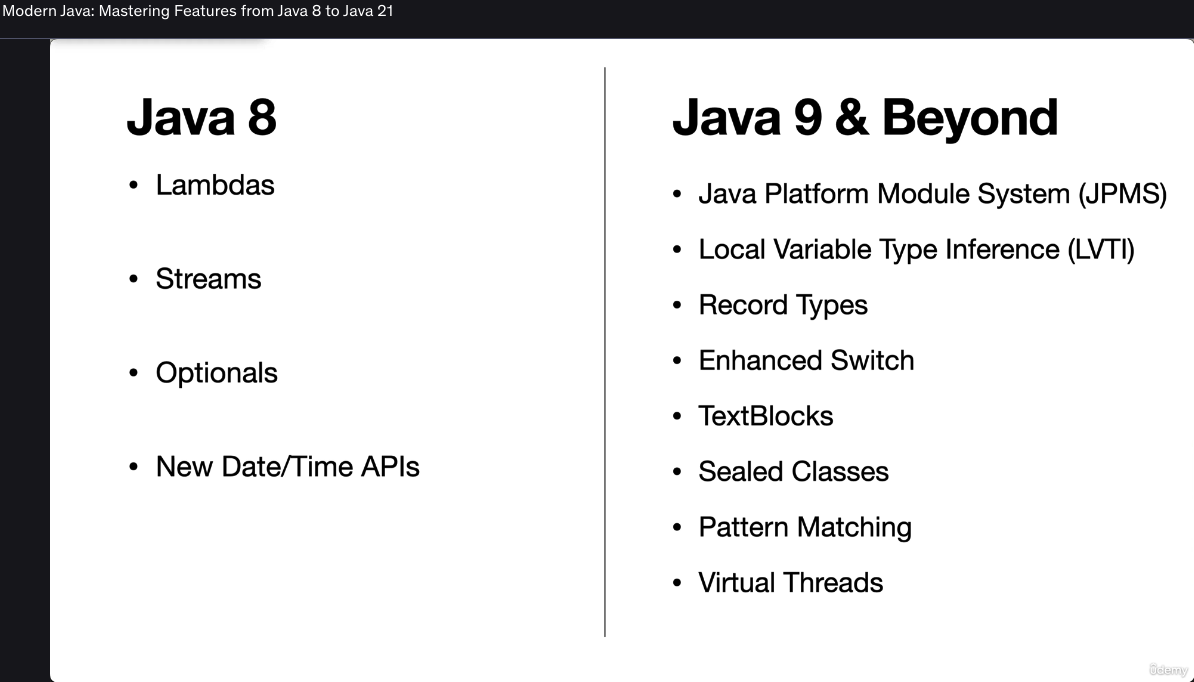 Modern Java: Mastering Features from Java 8 to Java 21
Java 8
• Lambdas
• Streams
• Optionals
• New Date/Time APIs
Java 9 & Beyond
• Java Platform Module System (JPMS)
• Local Variable Type Inference (LVTI)
• Record Types
• Enhanced Switch
• TextBlocks
• Sealed Classes
• Pattern Matching
• Virtual Threads
ûdemy